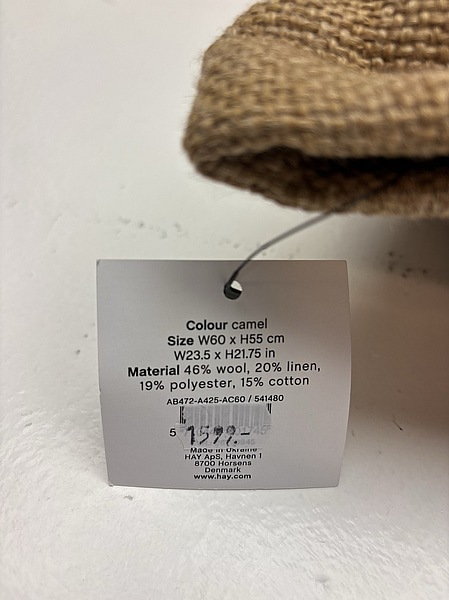 Colour camel
Size W60 x H55 cm
W23.5 x H21.75 in
Material 46% wool, 20% linen,
19% polyester, 15% cotton
AB472-A425-AC60 / 541480
5
1599.-
Made in Ukraine
HAY ApS, Havnen 1
8700 Horsens
Denmark
www.hay.com